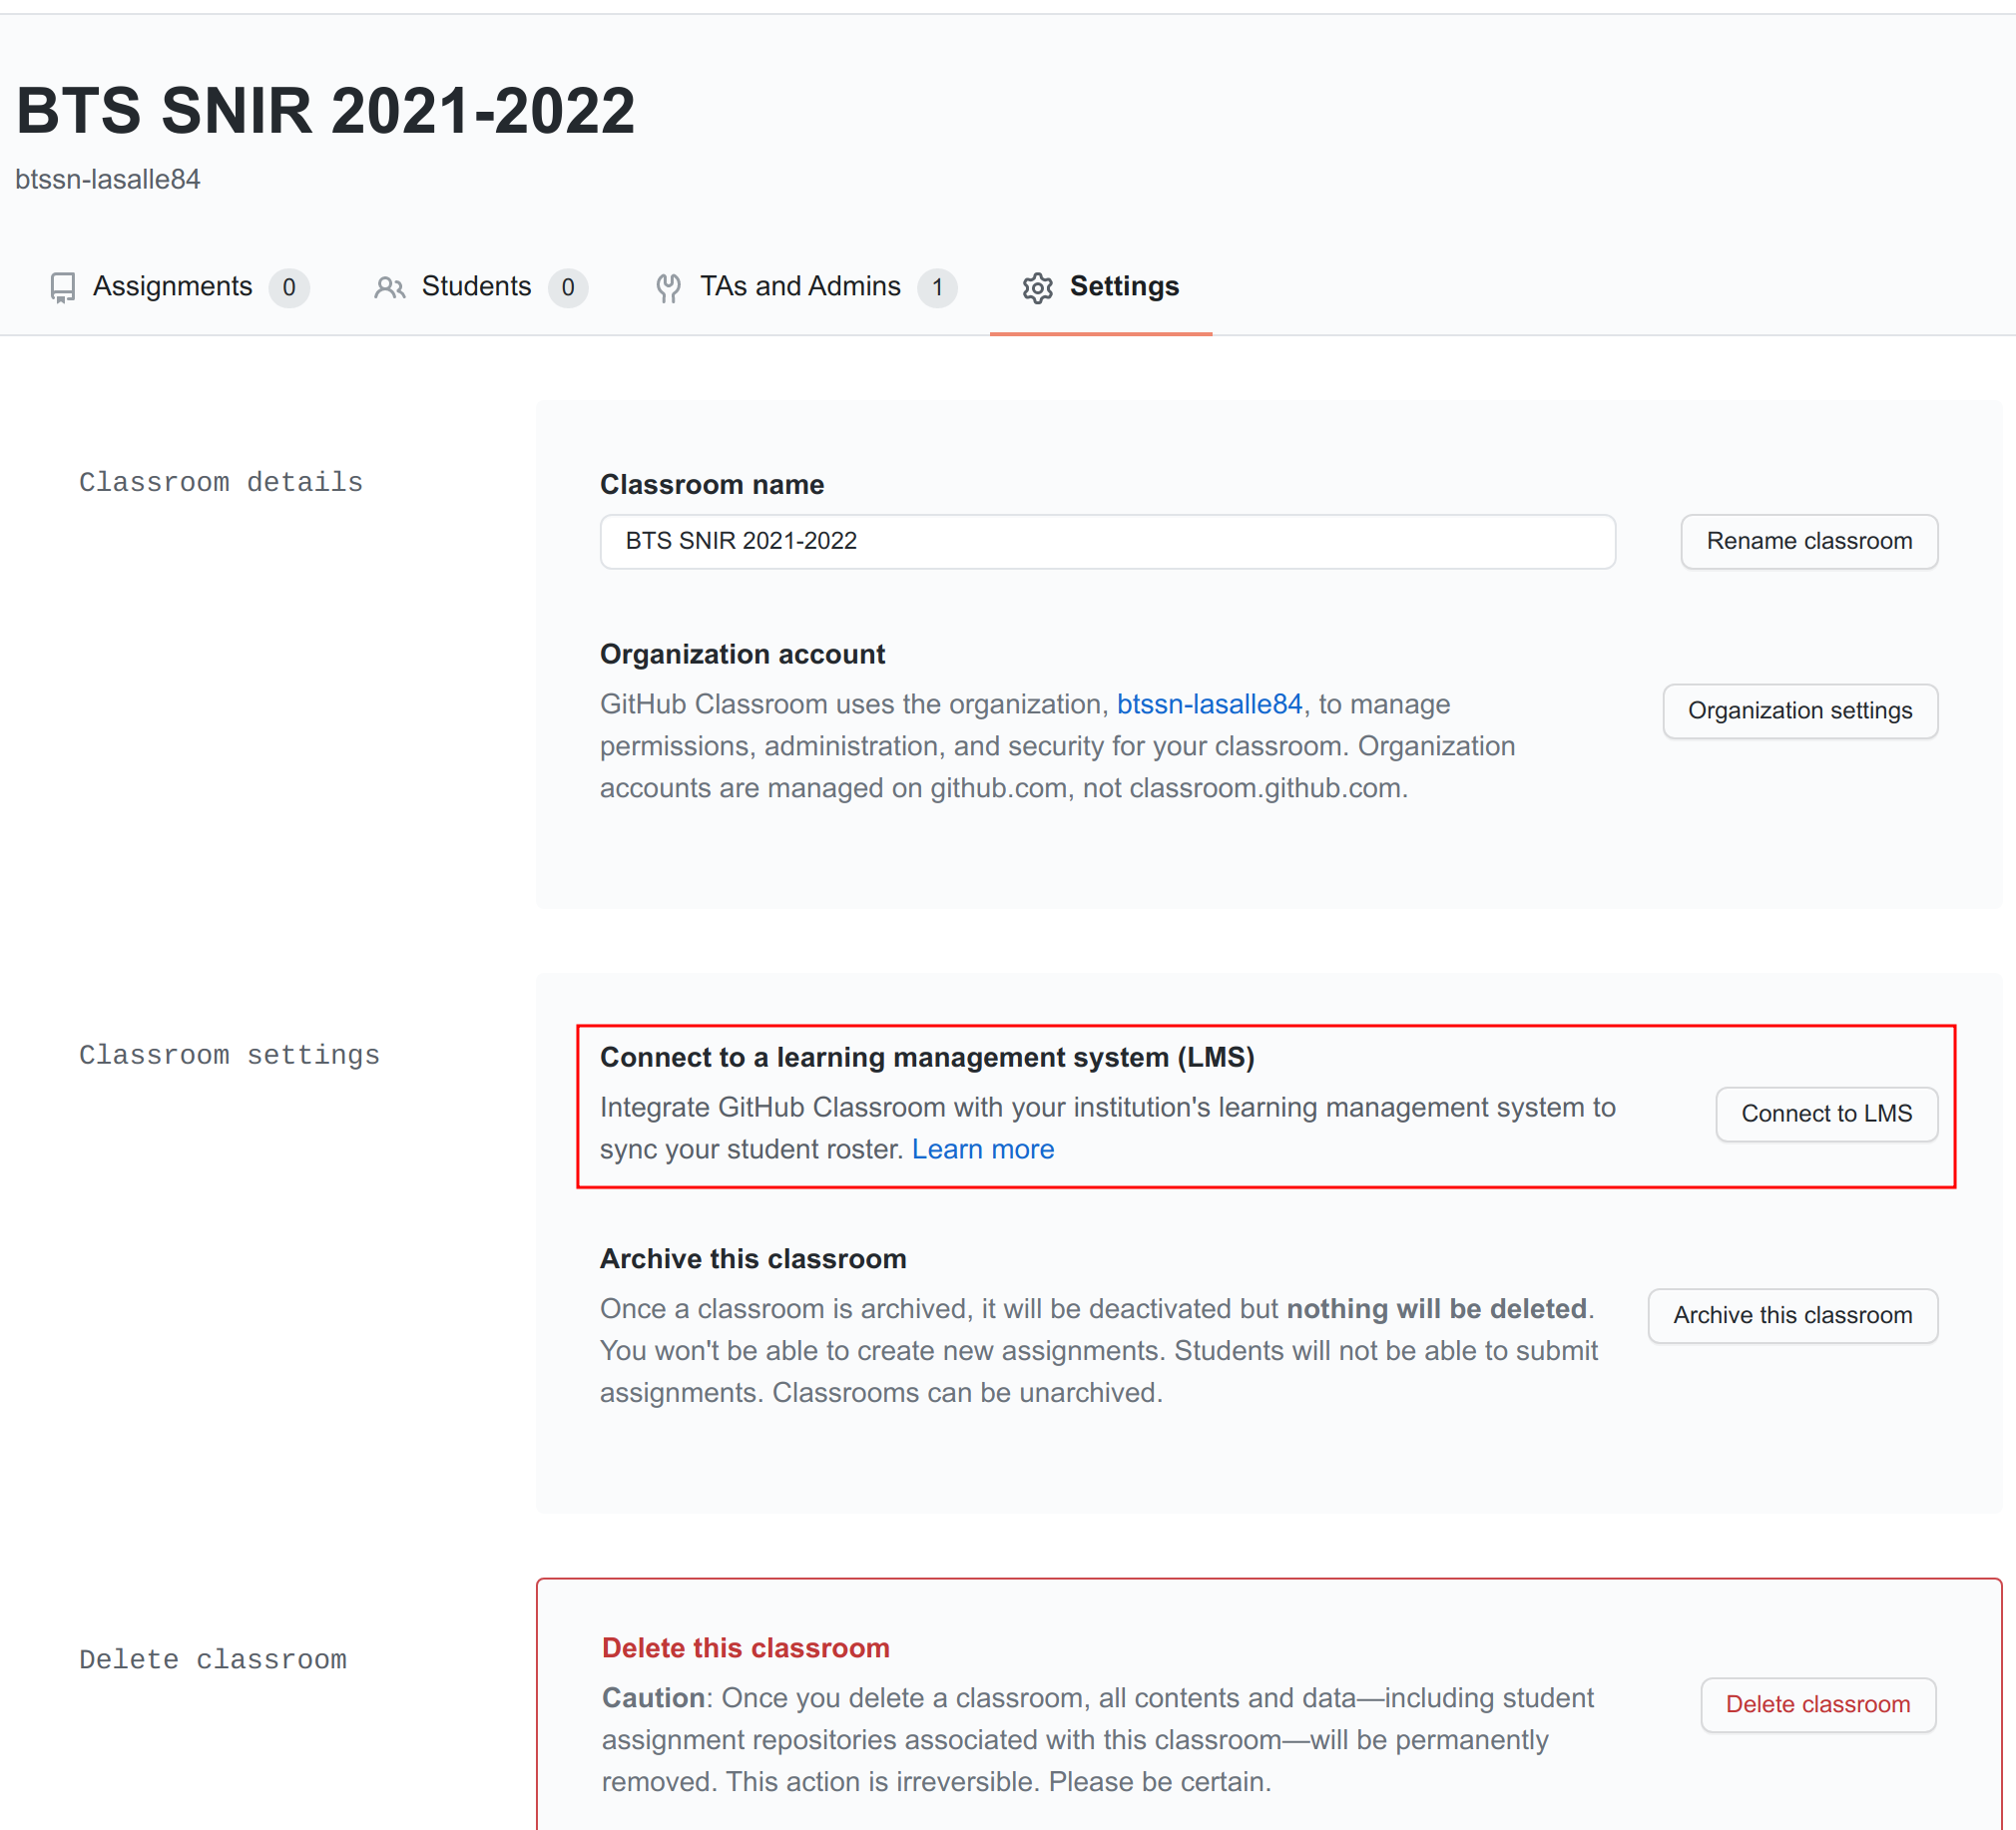 BTS SNIR 2021-2022
btssn-lasalle84
Assignments 0 Students 0 TAs and Admins 1 Settings
Classroom details
Classroom name
BTS SNIR 2021-2022
Rename classroom
Organization account
GitHub Classroom uses the organization, btssn-lasalle84, to manage
permissions, administration, and security for your classroom. Organization
accounts are managed on github.com, not classroom.github.com.
Organization settings
Classroom settings
Connect to a learning management system (LMS)
Integrate GitHub Classroom with your institution's learning management system to
sync your student roster. Learn more
Connect to LMS
Archive this classroom
Once a classroom is archived, it will be deactivated but nothing will be deleted.
You won't be able to create new assignments. Students will not be able to submit
assignments. Classrooms can be unarchived.
Archive this classroom
Delete classroom
Delete this classroom
Caution: Once you delete a classroom, all contents and data—including student
assignment repositories associated with this classroom—will be permanently
removed. This action is irreversible. Please be certain.
Delete classroom